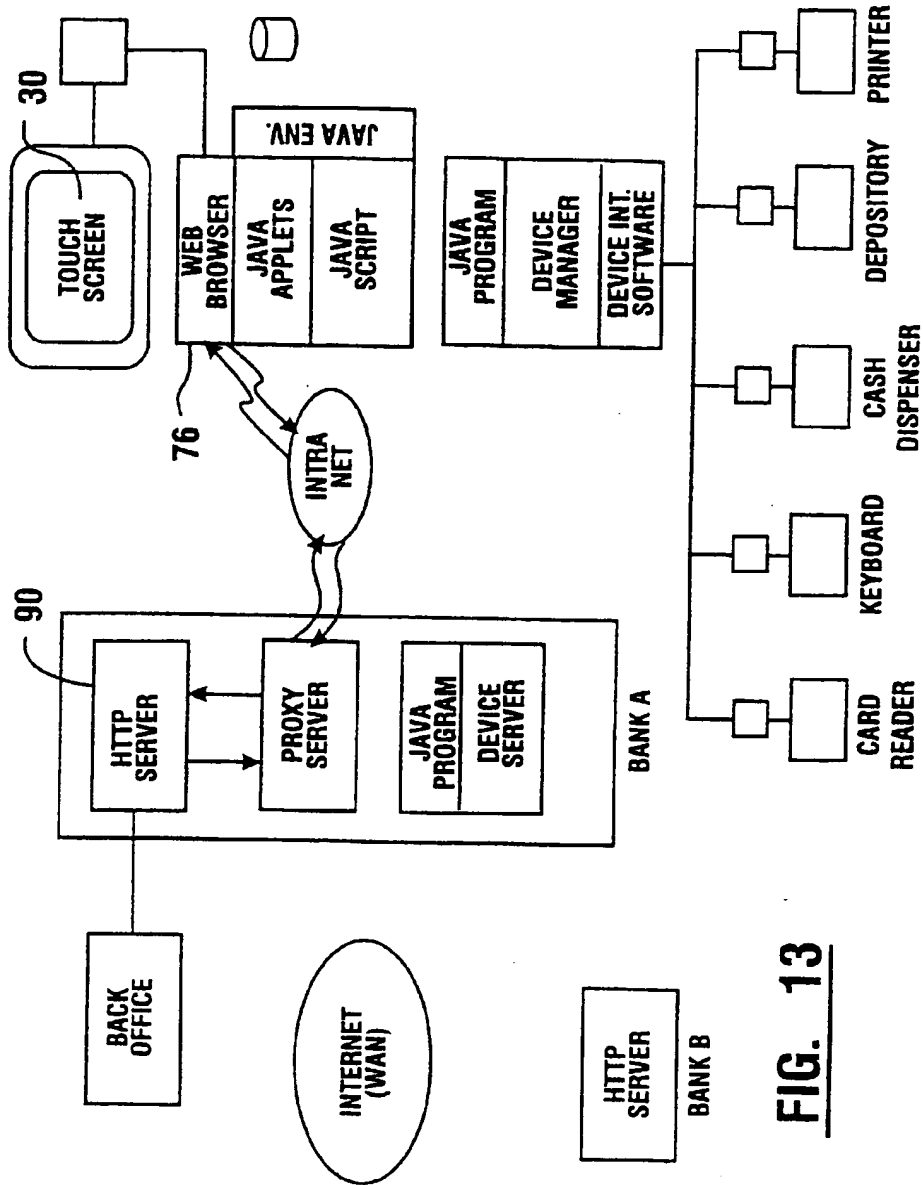 30
TOUCH
SCREEN
WEB
BROWSER
JAVA
APPLETS
JAVA
SCRIPT
JAVA ENV.
76
INTRA
NET
90
HTTP
SERVER
PROXY
SERVER
JAVA
PROGRAM
DEVICE
SERVER
BANK A
BACK
OFFICE
INTERNET
(WAN)
HTTP
SERVER
BANK B
JAVA
PROGRAM
DEVICE
MANAGER
DEVICE INT.
SOFTWARE
CARD
READER
KEYBOARD
CASH
DISPENSER
DEPOSITORY
PRINTER
FIG. 13